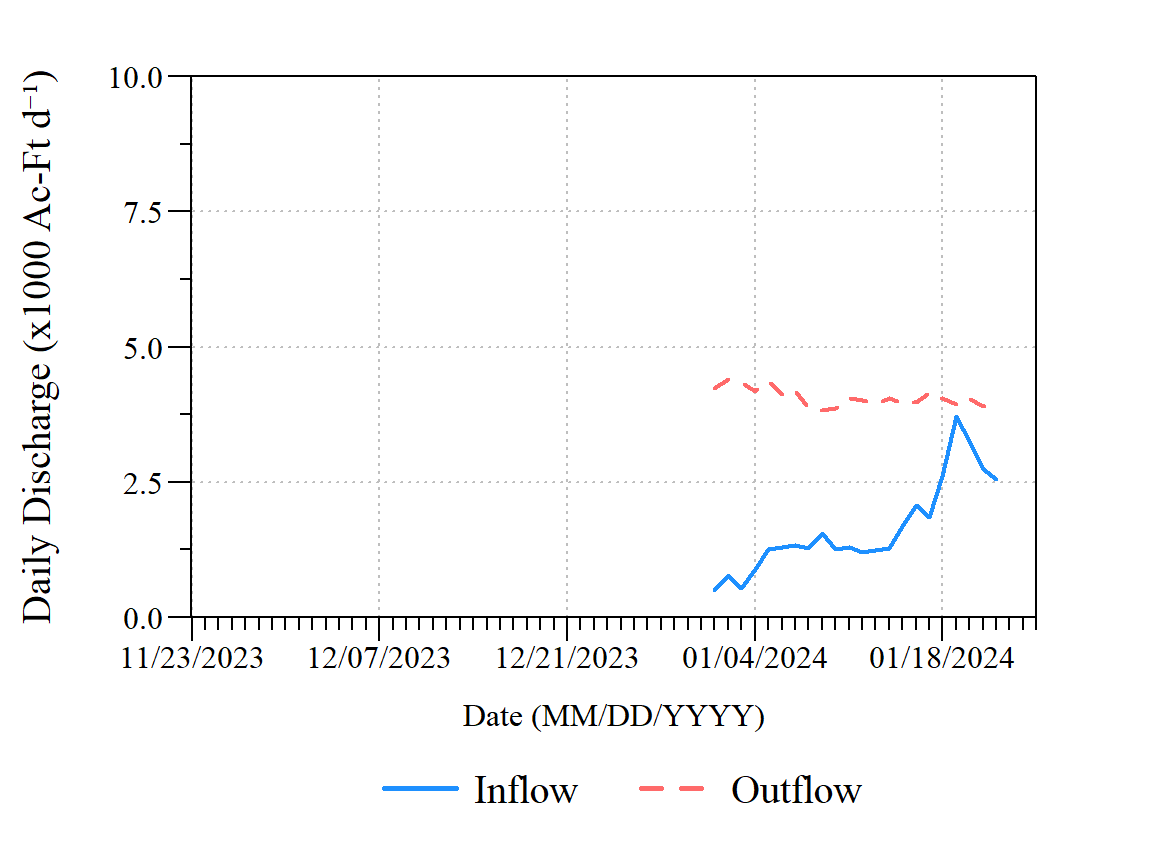 Daily Discharge (x1000 Ac-Ft d⁻¹)
10.0
7.5
5.0
2.5
0.0
11/23/2023 12/07/2023 12/21/2023 01/04/2024 01/18/2024
Date (MM/DD/YYYY)
Inflow Outflow